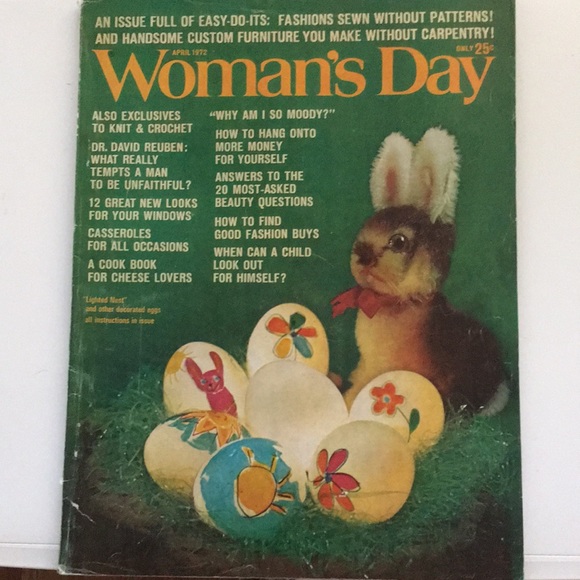 AN ISSUE FULL OF EASY-DO-ITS: FASHIONS SEWN WITHOUT PATTERNS!
AND HANDSOME CUSTOM FURNITURE YOU MAKE WITHOUT CARPENTRY!
APRIL 1972
ONLY 25¢
Woman's Day
ALSO EXCLUSIVES
TO KNIT & CROCHET
DR. DAVID REUBEN:
WHAT REALLY
TEMPTS A MAN
TO BE UNFAITHFUL?
12 GREAT NEW LOOKS
FOR YOUR WINDOWS
CASSEROLES
FOR ALL OCCASIONS
A COOK BOOK
FOR CHEESE LOVERS
"Lighted Nest"
and other decorated eggs
all instructions in issue
"WHY AM I SO MOODY?"
HOW TO HANG ONTO
MORE MONEY
FOR YOURSELF
ANSWERS TO THE
20 MOST-ASKED
BEAUTY QUESTIONS
HOW TO FIND
GOOD FASHION BUYS
WHEN CAN A CHILD
LOOK OUT
FOR HIMSELF?